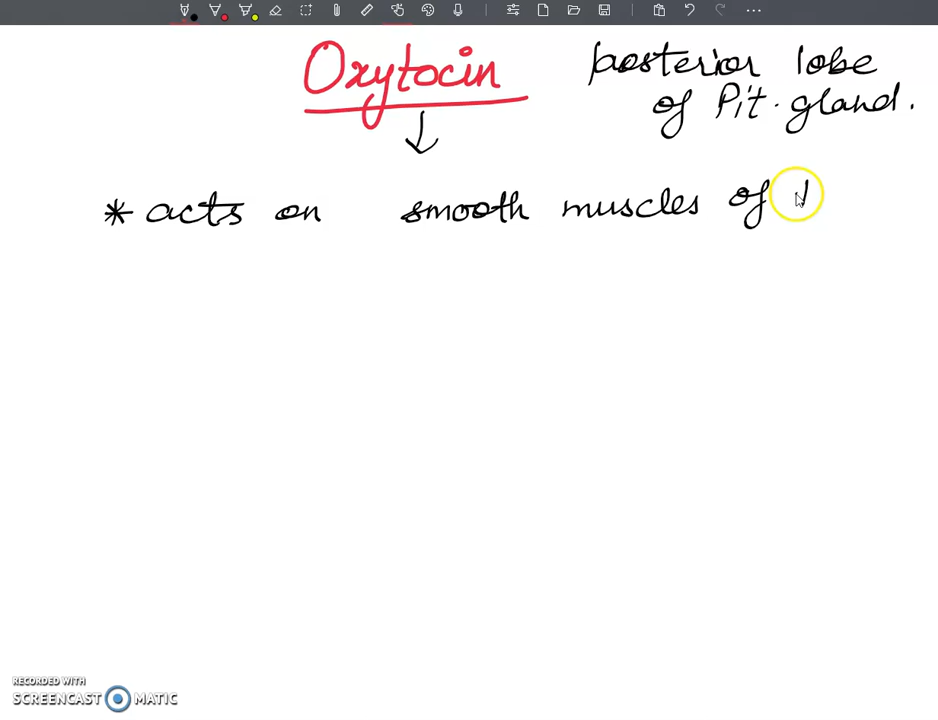 Oxytocin
posterior lobe
of Pit. gland.
* acts on smooth muscles of
RECORDED WITH
SCREENCAST MATIC